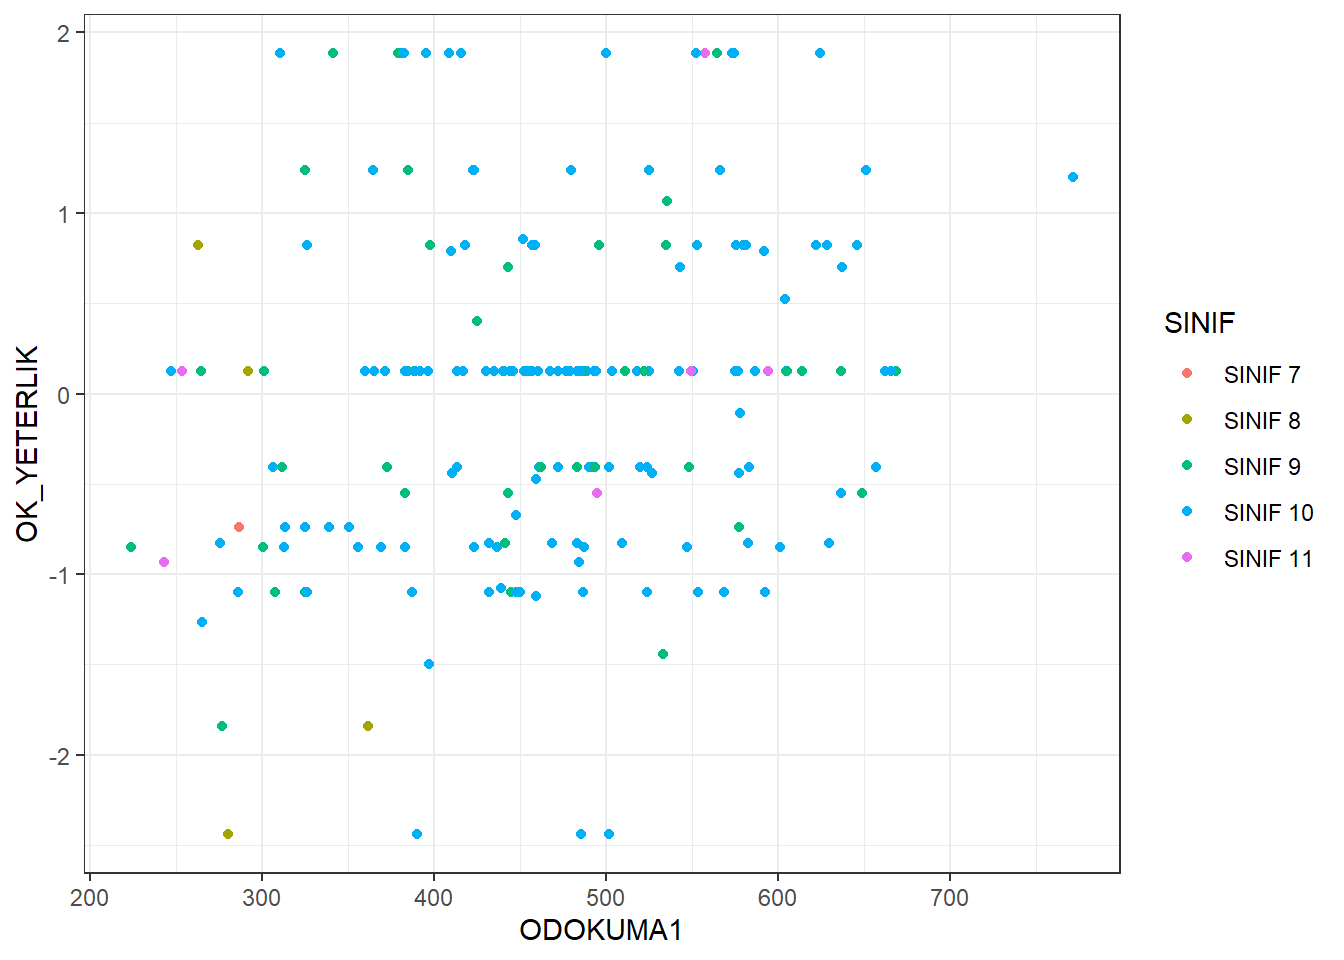 2
1
0
-1
-2
OK_YETERLIK
200 300 400 500 600 700
ODOKUMA1
SINIF
SINIF 7
SINIF 8
SINIF 9
SINIF 10
SINIF 11